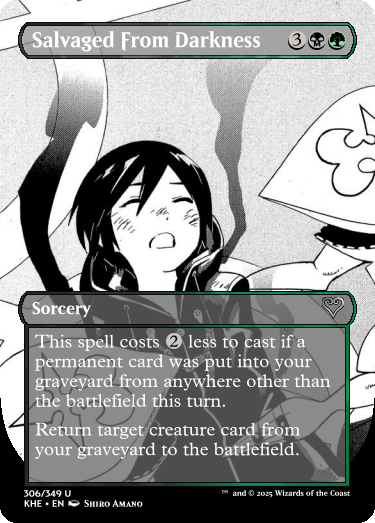 Salvaged From Darkness 3
Sorcery
This spell costs 2 less to cast if a
permanent card was put into your
graveyard from anywhere other than
the battlefield this turn.
Return target creature card from
your graveyard to the battlefield.
306/349 U
KHE • EN Shiro Amano
™ and © 2025 Wizards of the Coast